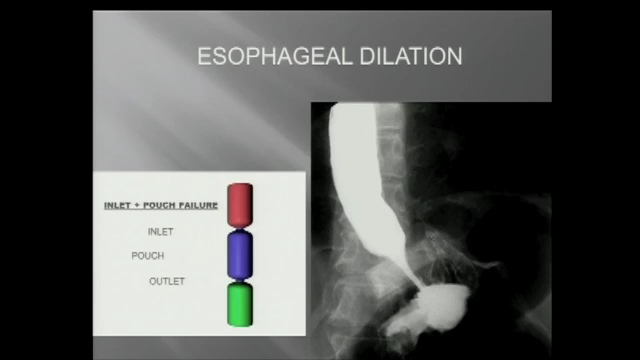 ESOPHAGEAL DILATION
INLET + POUCH FAILURE
INLET
POUCH
OUTLET